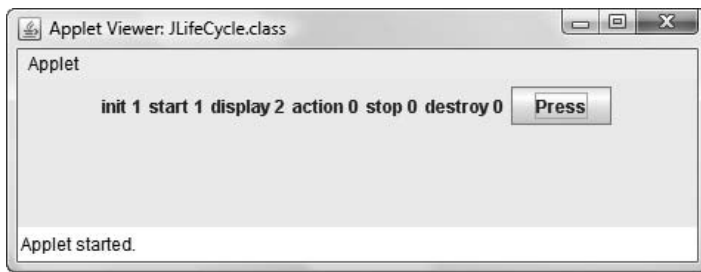 Applet Viewer: JLifeCycle.class
Applet
init 1 start 1 display 2 action 0 stop 0 destroy 0 Press
Applet started.